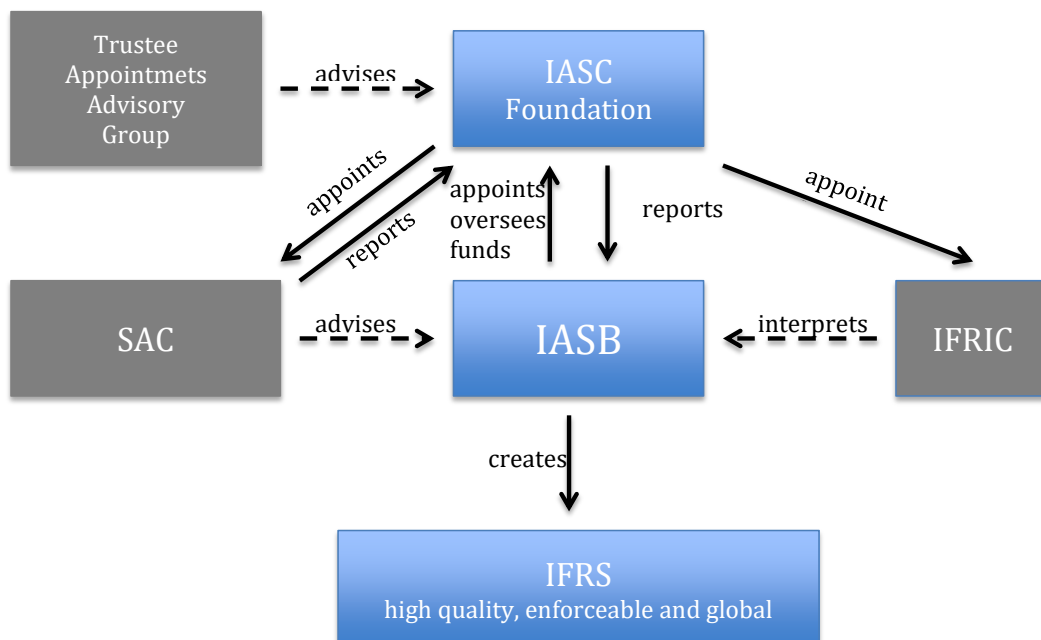 Trustee
Appointmets
Advisory
Group
advises
IASC
Foundation
appoints
reports
appoints
oversees
funds
reports
appoint
SAC
advises
IASB
interprets
IFRIC
creates
IFRS
high quality, enforceable and global